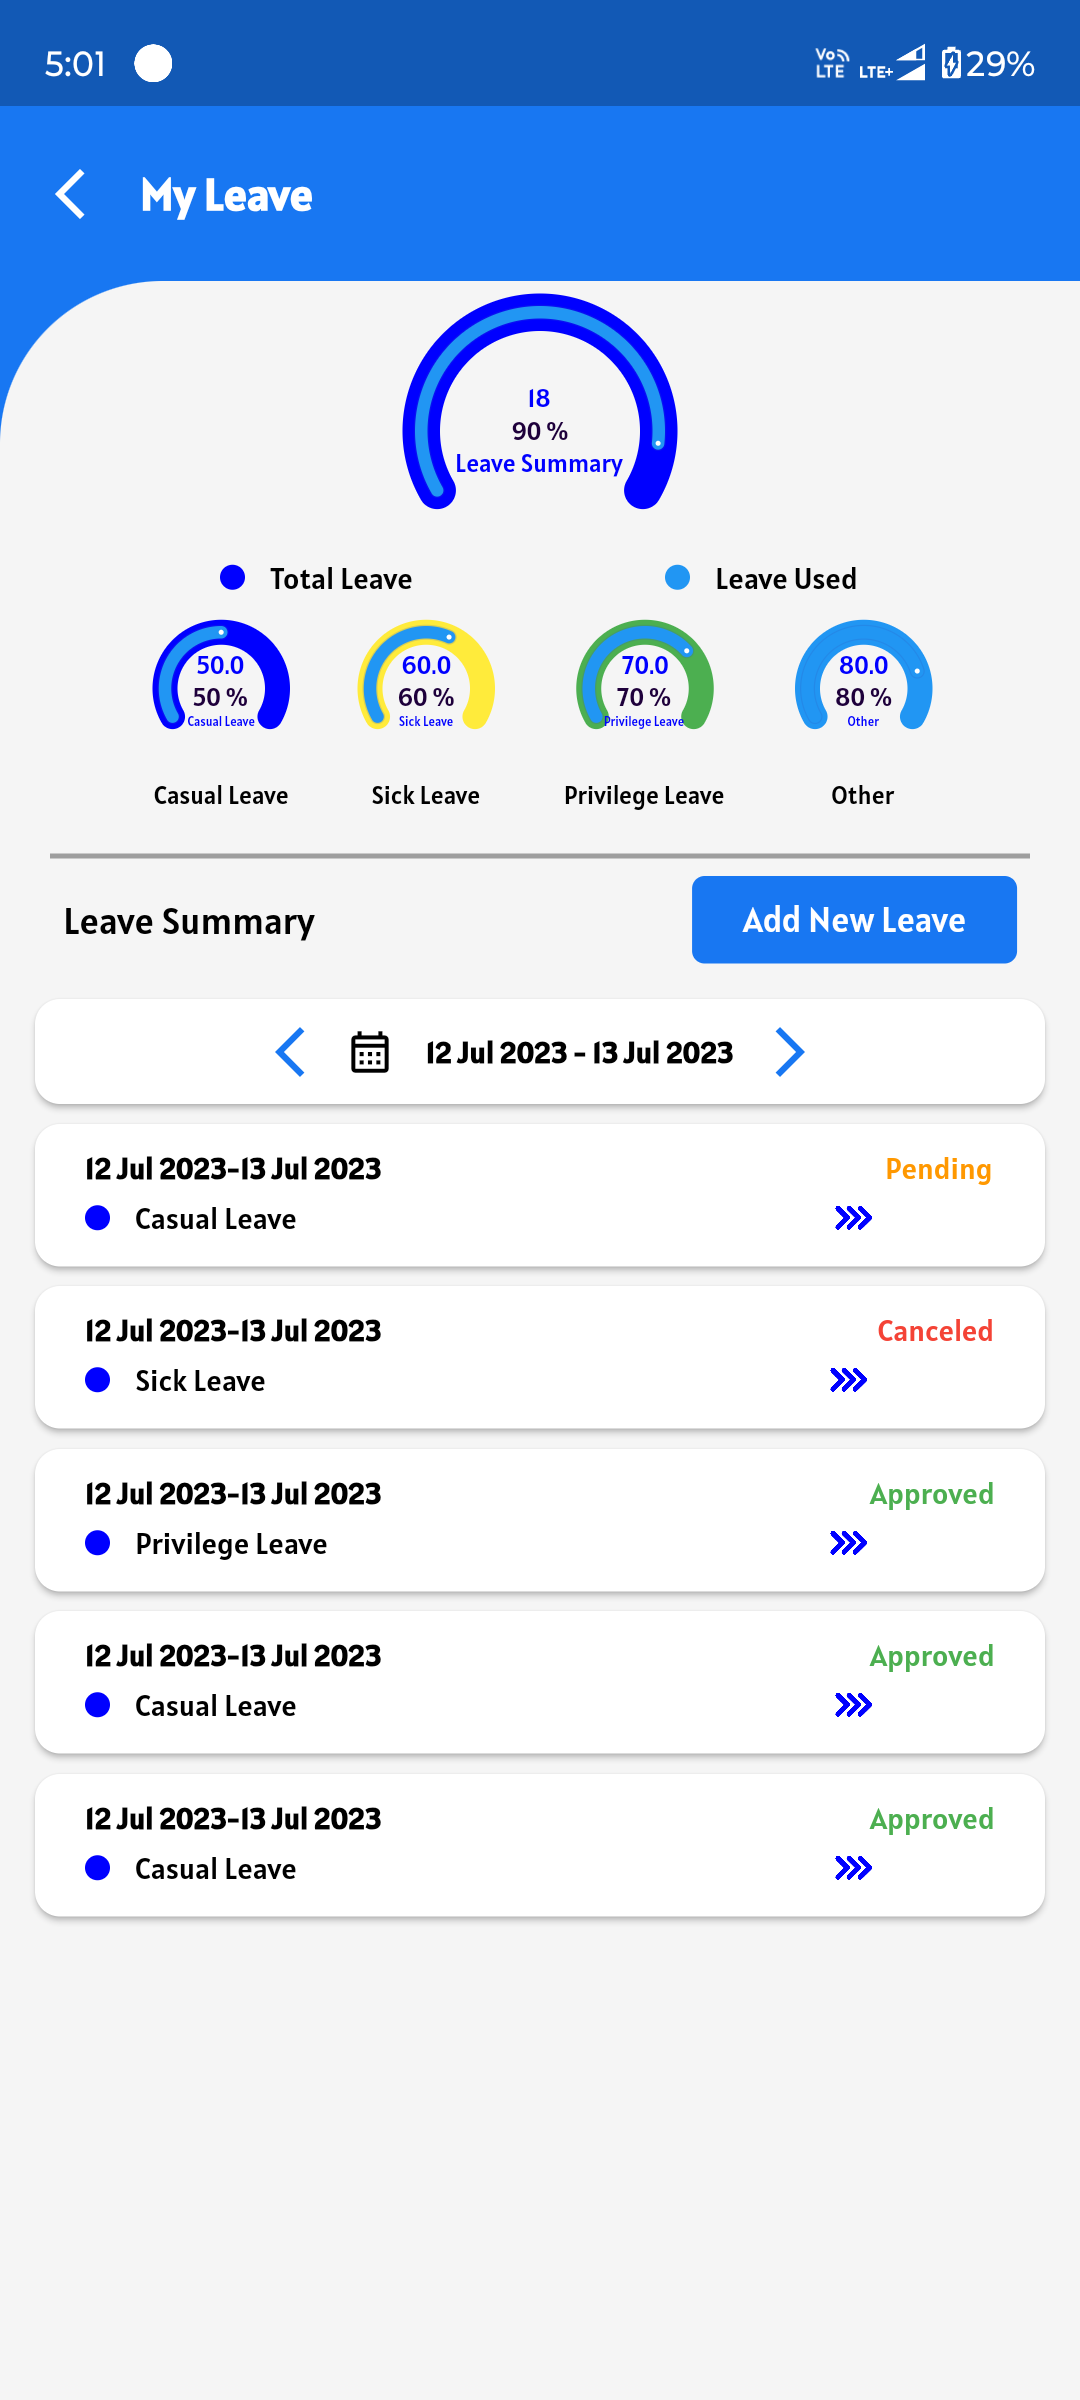 5:01
Vo LTE LTE+ 29%
My Leave
18
90 %
Leave Summary
Total Leave Leave Used
50.0 60.0 70.0 80.0
50 % 60 % 70 % 80 %
Casual Leave Sick Leave Privilege Leave Other
Casual Leave Sick Leave Privilege Leave Other
Leave Summary Add New Leave
12 Jul 2023 - 13 Jul 2023
12 Jul 2023-13 Jul 2023 Pending
Casual Leave
12 Jul 2023-13 Jul 2023 Canceled
Sick Leave
12 Jul 2023-13 Jul 2023 Approved
Privilege Leave
12 Jul 2023-13 Jul 2023 Approved
Casual Leave
12 Jul 2023-13 Jul 2023 Approved
Casual Leave